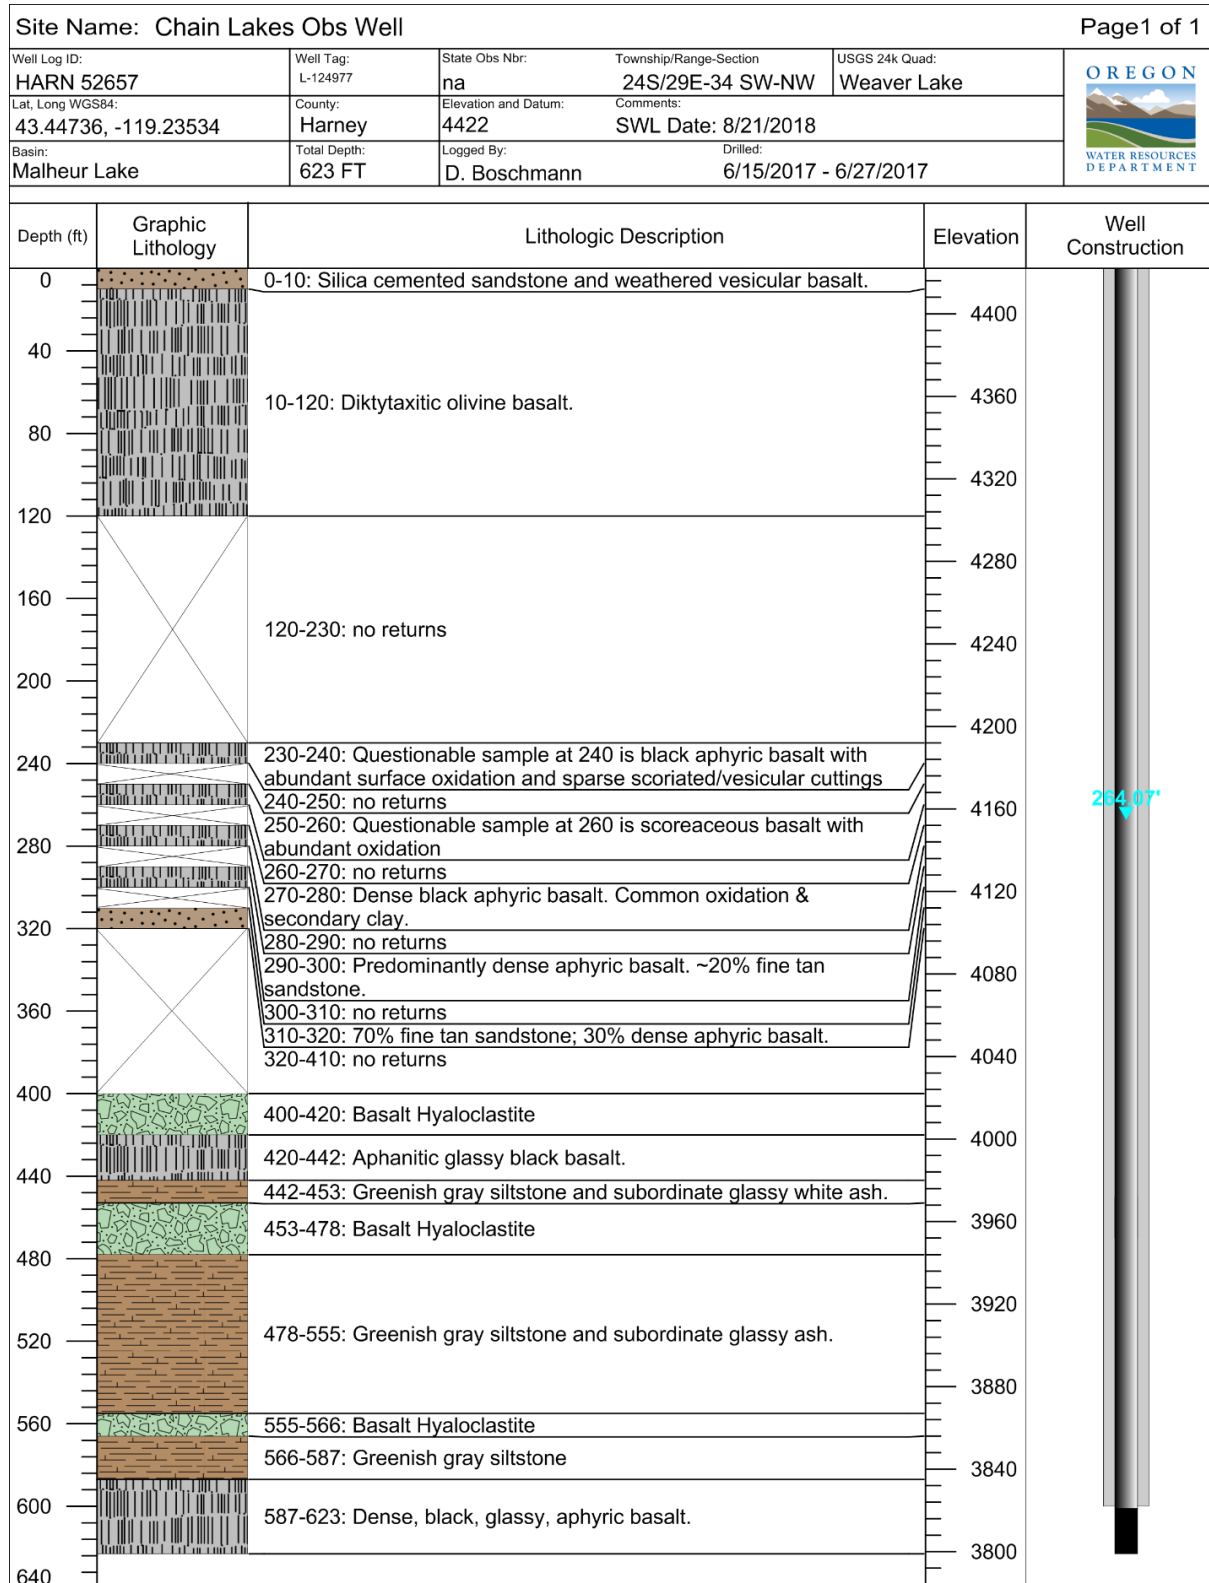 Site Name: Chain Lakes Obs Well
Page1 of 1
Well Log ID:
HARN 52657
Well Tag:
L-124977
State Obs Nbr:
na
Township/Range-Section
24S/29E-34 SW-NW
USGS 24k Quad:
Weaver Lake
Lat, Long WGS84:
43.44736, -119.23534
County:
Harney
Elevation and Datum:
4422
Comments:
SWL Date: 8/21/2018
Basin:
Malheur Lake
Total Depth:
623 FT
Logged By:
D. Boschmann
Drilled:
6/15/2017 - 6/27/2017
OREGON
WATER RESOURCES
DEPARTMENT
Depth (ft)
Graphic
Lithology
Lithologic Description
Elevation
Well
Construction
0
0-10: Silica cemented sandstone and weathered vesicular basalt.
4400
40
4360
10-120: Diktytaxitic olivine basalt.
80
4320
120
4280
160
120-230: no returns
4240
200
4200
230-240: Questionable sample at 240 is black aphyric basalt with
abundant surface oxidation and sparse scoriated/vesicular cuttings
240
240-250: no returns
4160
264.07'
250-260: Questionable sample at 260 is scoreaceous basalt with
abundant oxidation
280
260-270: no returns
4120
270-280: Dense black aphyric basalt. Common oxidation &
secondary clay.
320
280-290: no returns
290-300: Predominantly dense aphyric basalt. ~20% fine tan
sandstone.
4080
360
300-310: no returns
310-320: 70% fine tan sandstone; 30% dense aphyric basalt.
320-410: no returns
4040
400
400-420: Basalt Hyaloclastite
4000
420-442: Aphanitic glassy black basalt.
440
442-453: Greenish gray siltstone and subordinate glassy white ash.
3960
453-478: Basalt Hyaloclastite
480
3920
478-555: Greenish gray siltstone and subordinate glassy ash.
520
3880
560
555-566: Basalt Hyaloclastite
566-587: Greenish gray siltstone
3840
600
587-623: Dense, black, glassy, aphyric basalt.
3800
640